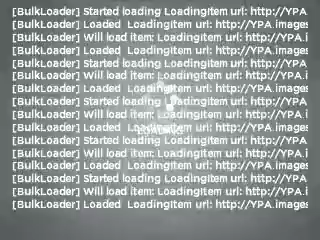 [BulkLoader] Started loading LoadingItem url: http://YPA
[BulkLoader] Loaded  LoadingItem url: http://YPA.images
[BulkLoader] Will load item: LoadingItem url: http://YPA.i
[BulkLoader] Loaded  LoadingItem url: http://YPA.images
[BulkLoader] Started loading LoadingItem url: http://YPA
[BulkLoader] Will load item: LoadingItem url: http://YPA.i
[BulkLoader] Loaded  LoadingItem url: http://YPA.images
[BulkLoader] Started loading LoadingItem url: http://YPA
[BulkLoader] Will load item: LoadingItem url: http://YPA.i
[BulkLoader] Loaded  LoadingItem url: http://YPA.images
[BulkLoader] Started loading LoadingItem url: http://YPA
[BulkLoader] Will load item: LoadingItem url: http://YPA.i
[BulkLoader] Loaded  LoadingItem url: http://YPA.images
[BulkLoader] Started loading LoadingItem url: http://YPA
[BulkLoader] Will load item: LoadingItem url: http://YPA.i
[BulkLoader] Loaded  LoadingItem url: http://YPA.images